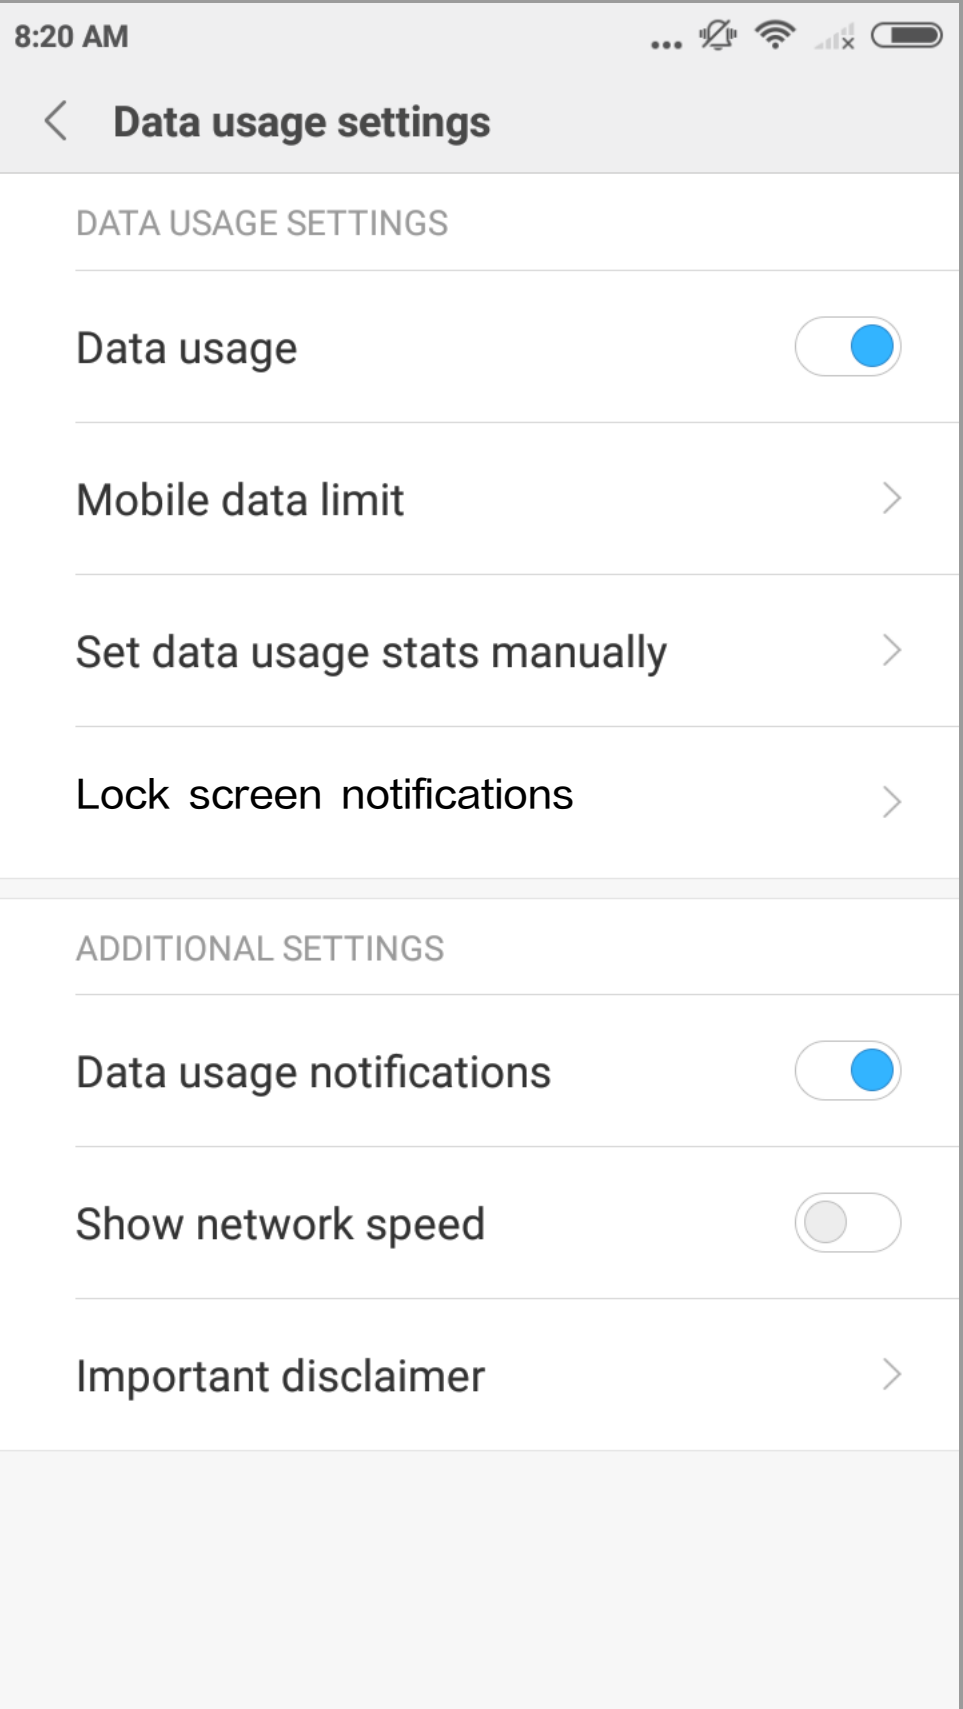 8:20 AM
Data usage settings
DATA USAGE SETTINGS
Data usage
Mobile data limit
Set data usage stats manually
Lock screen notifications
ADDITIONAL SETTINGS
Data usage notifications
Show network speed
Important disclaimer